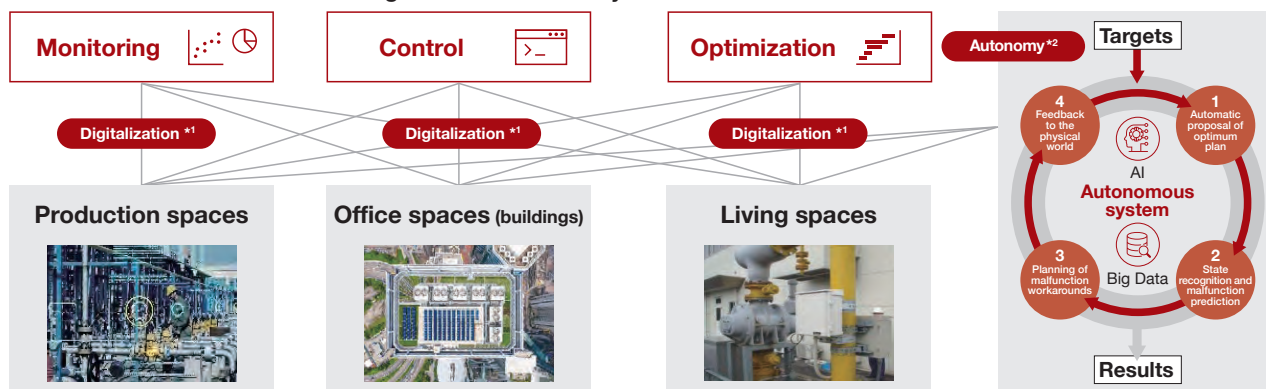 Monitoring
Control
>_
Optimization
Autonomy*2
Targets
Digitalization *1
Digitalization *1
Digitalization *1
4
Feedback
to the
physical
world
1
Automatic
proposal of
optimum
plan
AI
Autonomous
system
Big Data
3
Planning of
malfunction
workarounds
2
State
recognition and
malfunction
prediction
Results
Production spaces
Office spaces (buildings)
Living spaces